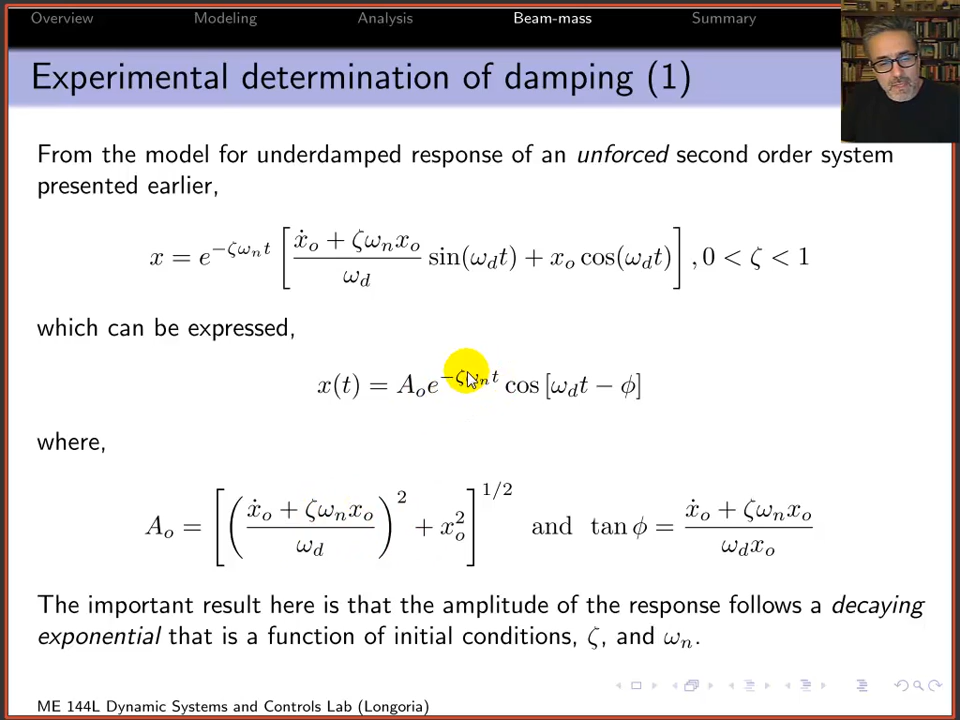 Overview Modeling Analysis Beam-mass Summary
Experimental determination of damping (1)
From the model for underdamped response of an unforced second order system
presented earlier,
x = e^{−ζω_n t} [ (ẋ_o + ζω_n x_o)/ω_d sin(ω_d t) + x_o cos(ω_d t) ] , 0 < ζ < 1
which can be expressed,
x(t) = A_o e^{−ζω_n t} cos [ω_d t − ϕ]
where,
A_o = [ ( (ẋ_o + ζω_n x_o)/ω_d )^2 + x_o^2 ]^{1/2} and tan ϕ = (ẋ_o + ζω_n x_o)/(ω_d x_o)
The important result here is that the amplitude of the response follows a decaying
exponential that is a function of initial conditions, ζ, and ω_n.
ME 144L Dynamic Systems and Controls Lab (Longoria)